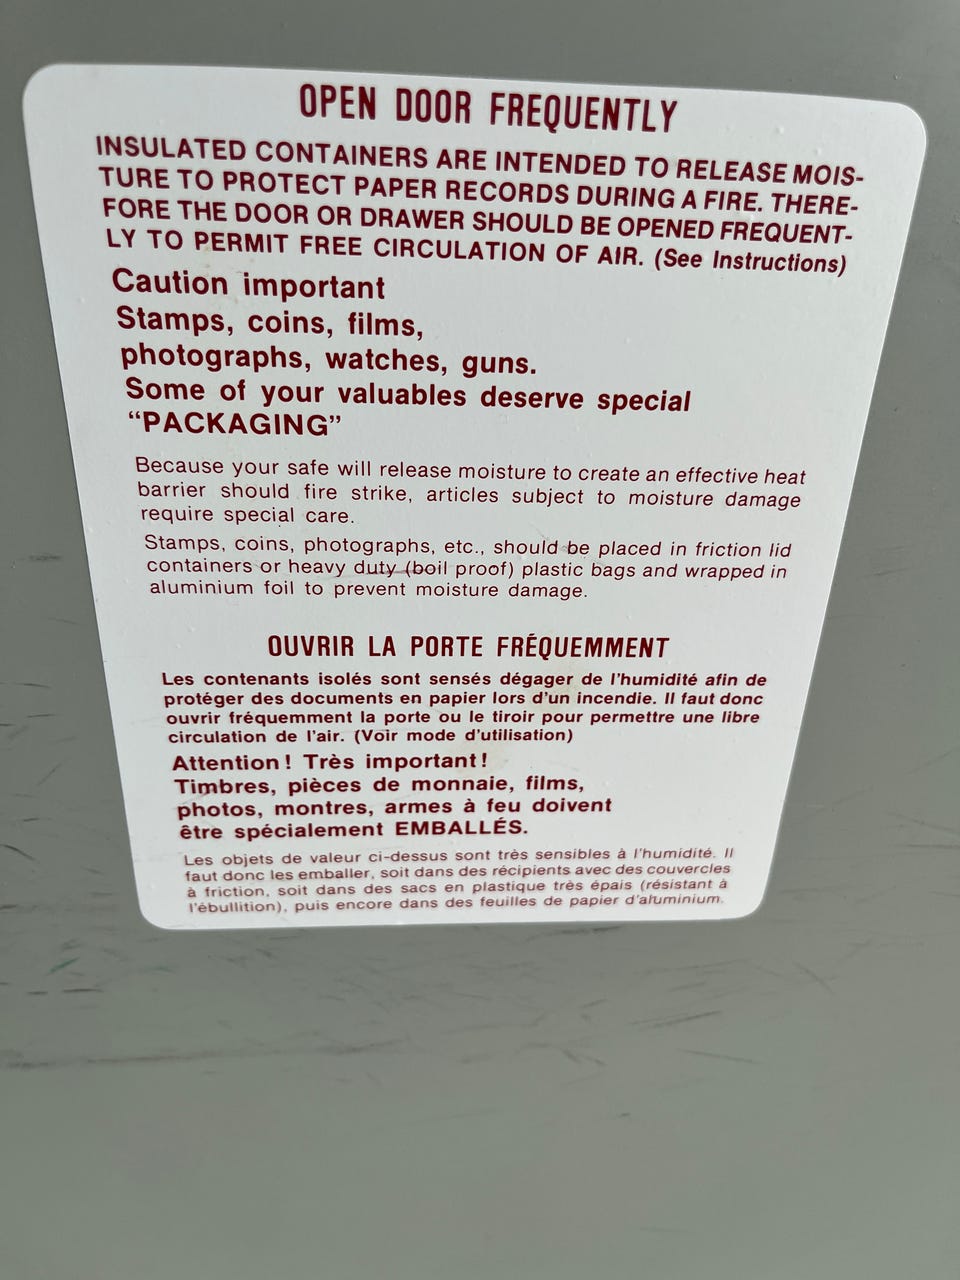 OPEN DOOR FREQUENTLY
INSULATED CONTAINERS ARE INTENDED TO RELEASE MOIS-
TURE TO PROTECT PAPER RECORDS DURING A FIRE. THERE-
FORE THE DOOR OR DRAWER SHOULD BE OPENED FREQUENT-
LY TO PERMIT FREE CIRCULATION OF AIR. (See Instructions)
Caution important
Stamps, coins, films,
photographs, watches, guns.
Some of your valuables deserve special
“PACKAGING”
Because your safe will release moisture to create an effective heat
barrier should fire strike, articles subject to moisture damage
require special care.
Stamps, coins, photographs, etc., should be placed in friction lid
containers or heavy duty (boil proof) plastic bags and wrapped in
aluminium foil to prevent moisture damage.
OUVRIR LA PORTE FRÉQUEMMENT
Les contenants isolés sont sensés dégager de l'humidité afin de
protéger des documents en papier lors d'un incendie. Il faut donc
ouvrir fréquemment la porte ou le tiroir pour permettre une libre
circulation de l'air. (Voir mode d'utilisation)
Attention! Très important!
Timbres, pièces de monnaie, films,
photos, montres, armes à feu doivent
être spécialement EMBALLÉS.
Les objets de valeur ci-dessus sont très sensibles à l'humidité. Il
faut donc les emballer, soit dans des récipients avec des couvercles
à friction, soit dans des sacs en plastique très épais (résistant à
l'ébullition), puis encore dans des feuilles de papier d'aluminium.